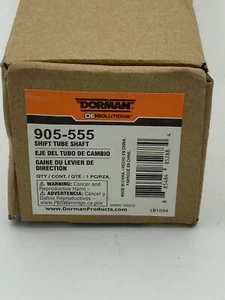 DORMAN
OE SOLUTIONS
905-555
SHIFT TUBE SHAFT
EJE DEL TUBO DE CAMBIO
GAINE DU LEVIER DE
DIRECTION
QTY / CONT. / QTÉ : 1 PC/PZA.
WARNING: Cancer and
Reproductive Harm
ADVERTENCIA: Cáncer y
Daños Reproductivos -
www.P65Warnings.ca.gov
www.DormanProducts.com
MADE IN CHINA, HECHO EN CHINA,
FABRIQUÉ EN CHINE